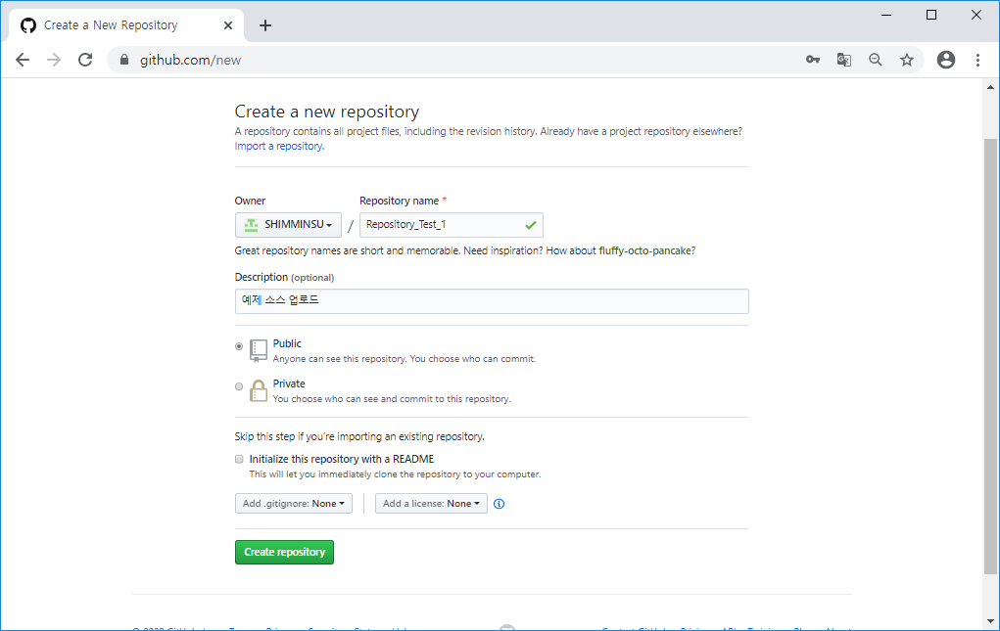 Create a New Repository
github.com/new
Create a new repository
A repository contains all project files, including the revision history. Already have a project repository elsewhere?
Import a repository.
Owner Repository name *
SHIMMINSU / Repository_Test_1
Great repository names are short and memorable. Need inspiration? How about fluffy-octo-pancake?
Description (optional)
예제 소스 업로드
Public
Anyone can see this repository. You choose who can commit.
Private
You choose who can see and commit to this repository.
Skip this step if you're importing an existing repository.
Initialize this repository with a README
This will let you immediately clone the repository to your computer.
Add .gitignore: None Add a license: None
Create repository